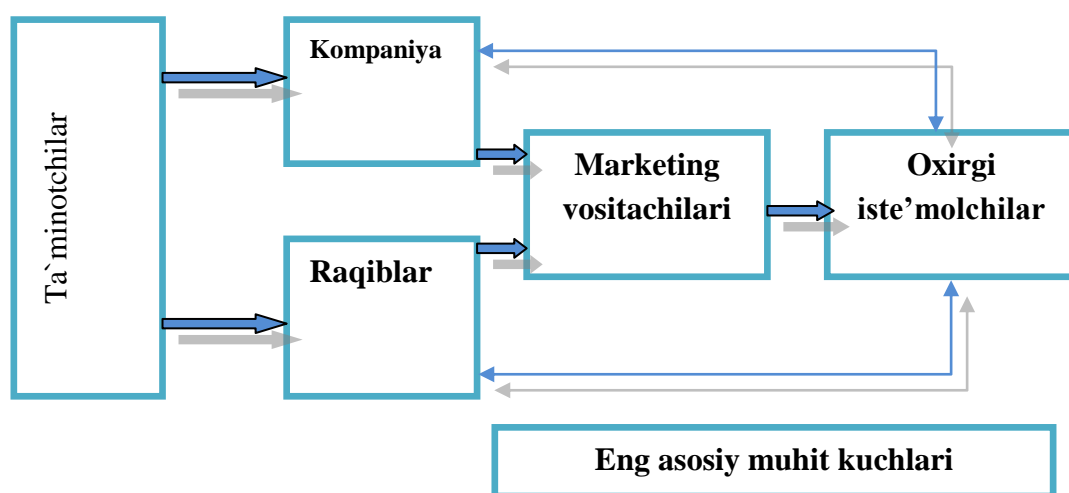 Ta`minotchilar
Kompaniya
Marketing
vositachilari
Oxirgi
iste’molchilar
Raqiblar
Eng asosiy muhit kuchlari